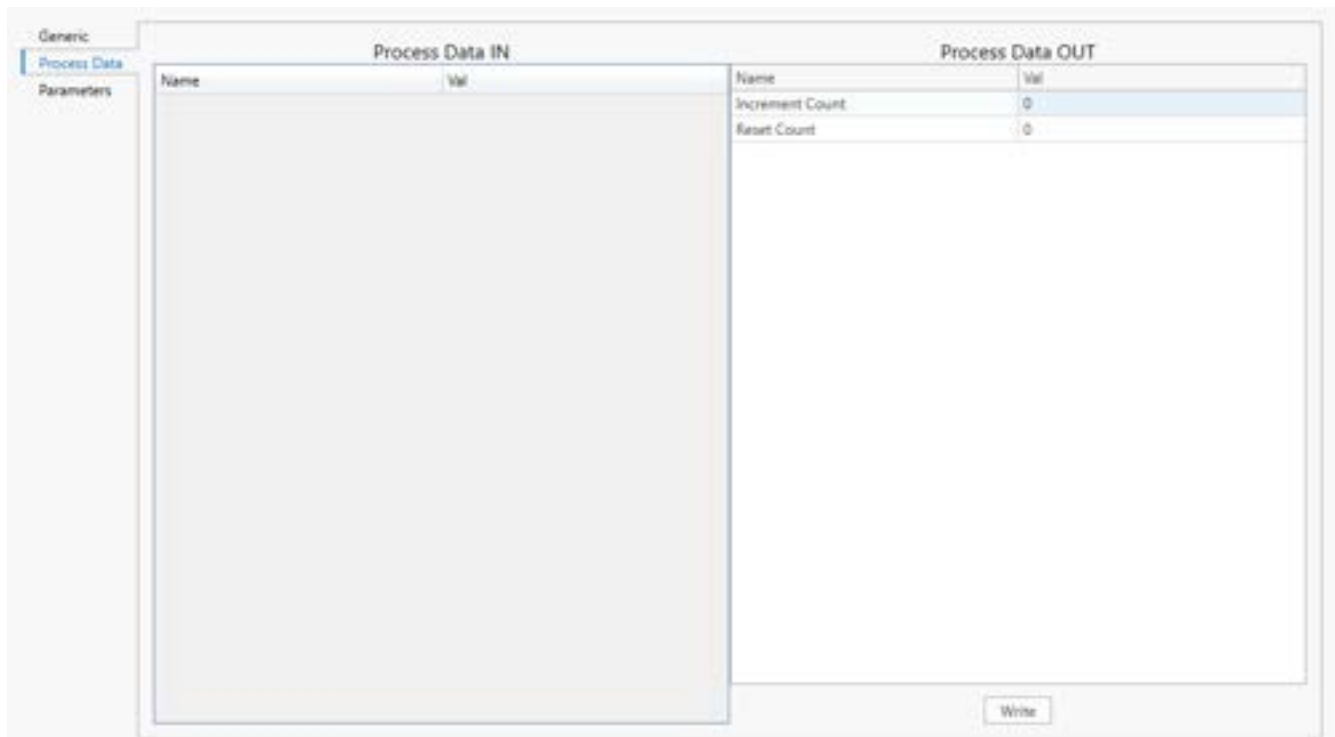 Generic
Process Data
Parameters
Process Data IN
Name Val
Process Data OUT
Name Val
Increment Count 0
Reset Count 0
Write